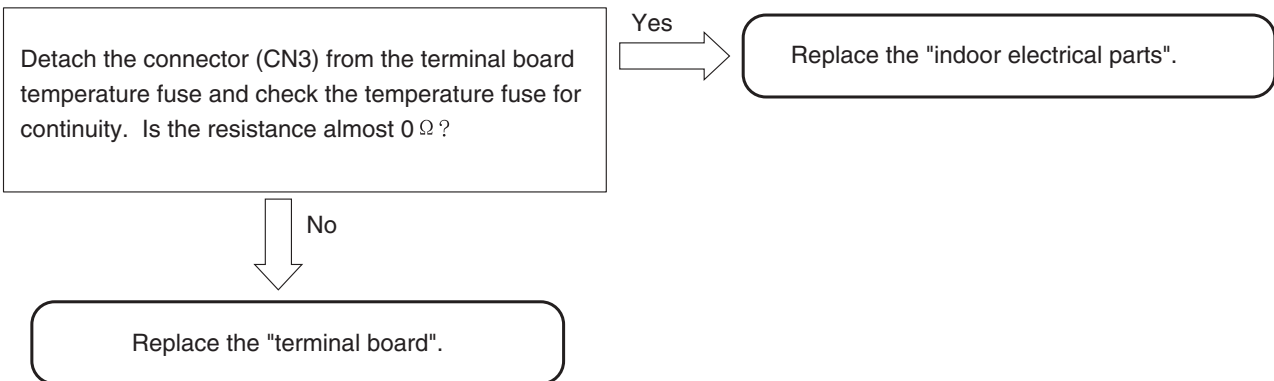 Detach the connector (CN3) from the terminal board
temperature fuse and check the temperature fuse for
continuity.  Is the resistance almost 0 Ω ?
Yes
Replace the "indoor electrical parts".
No
Replace the "terminal board".